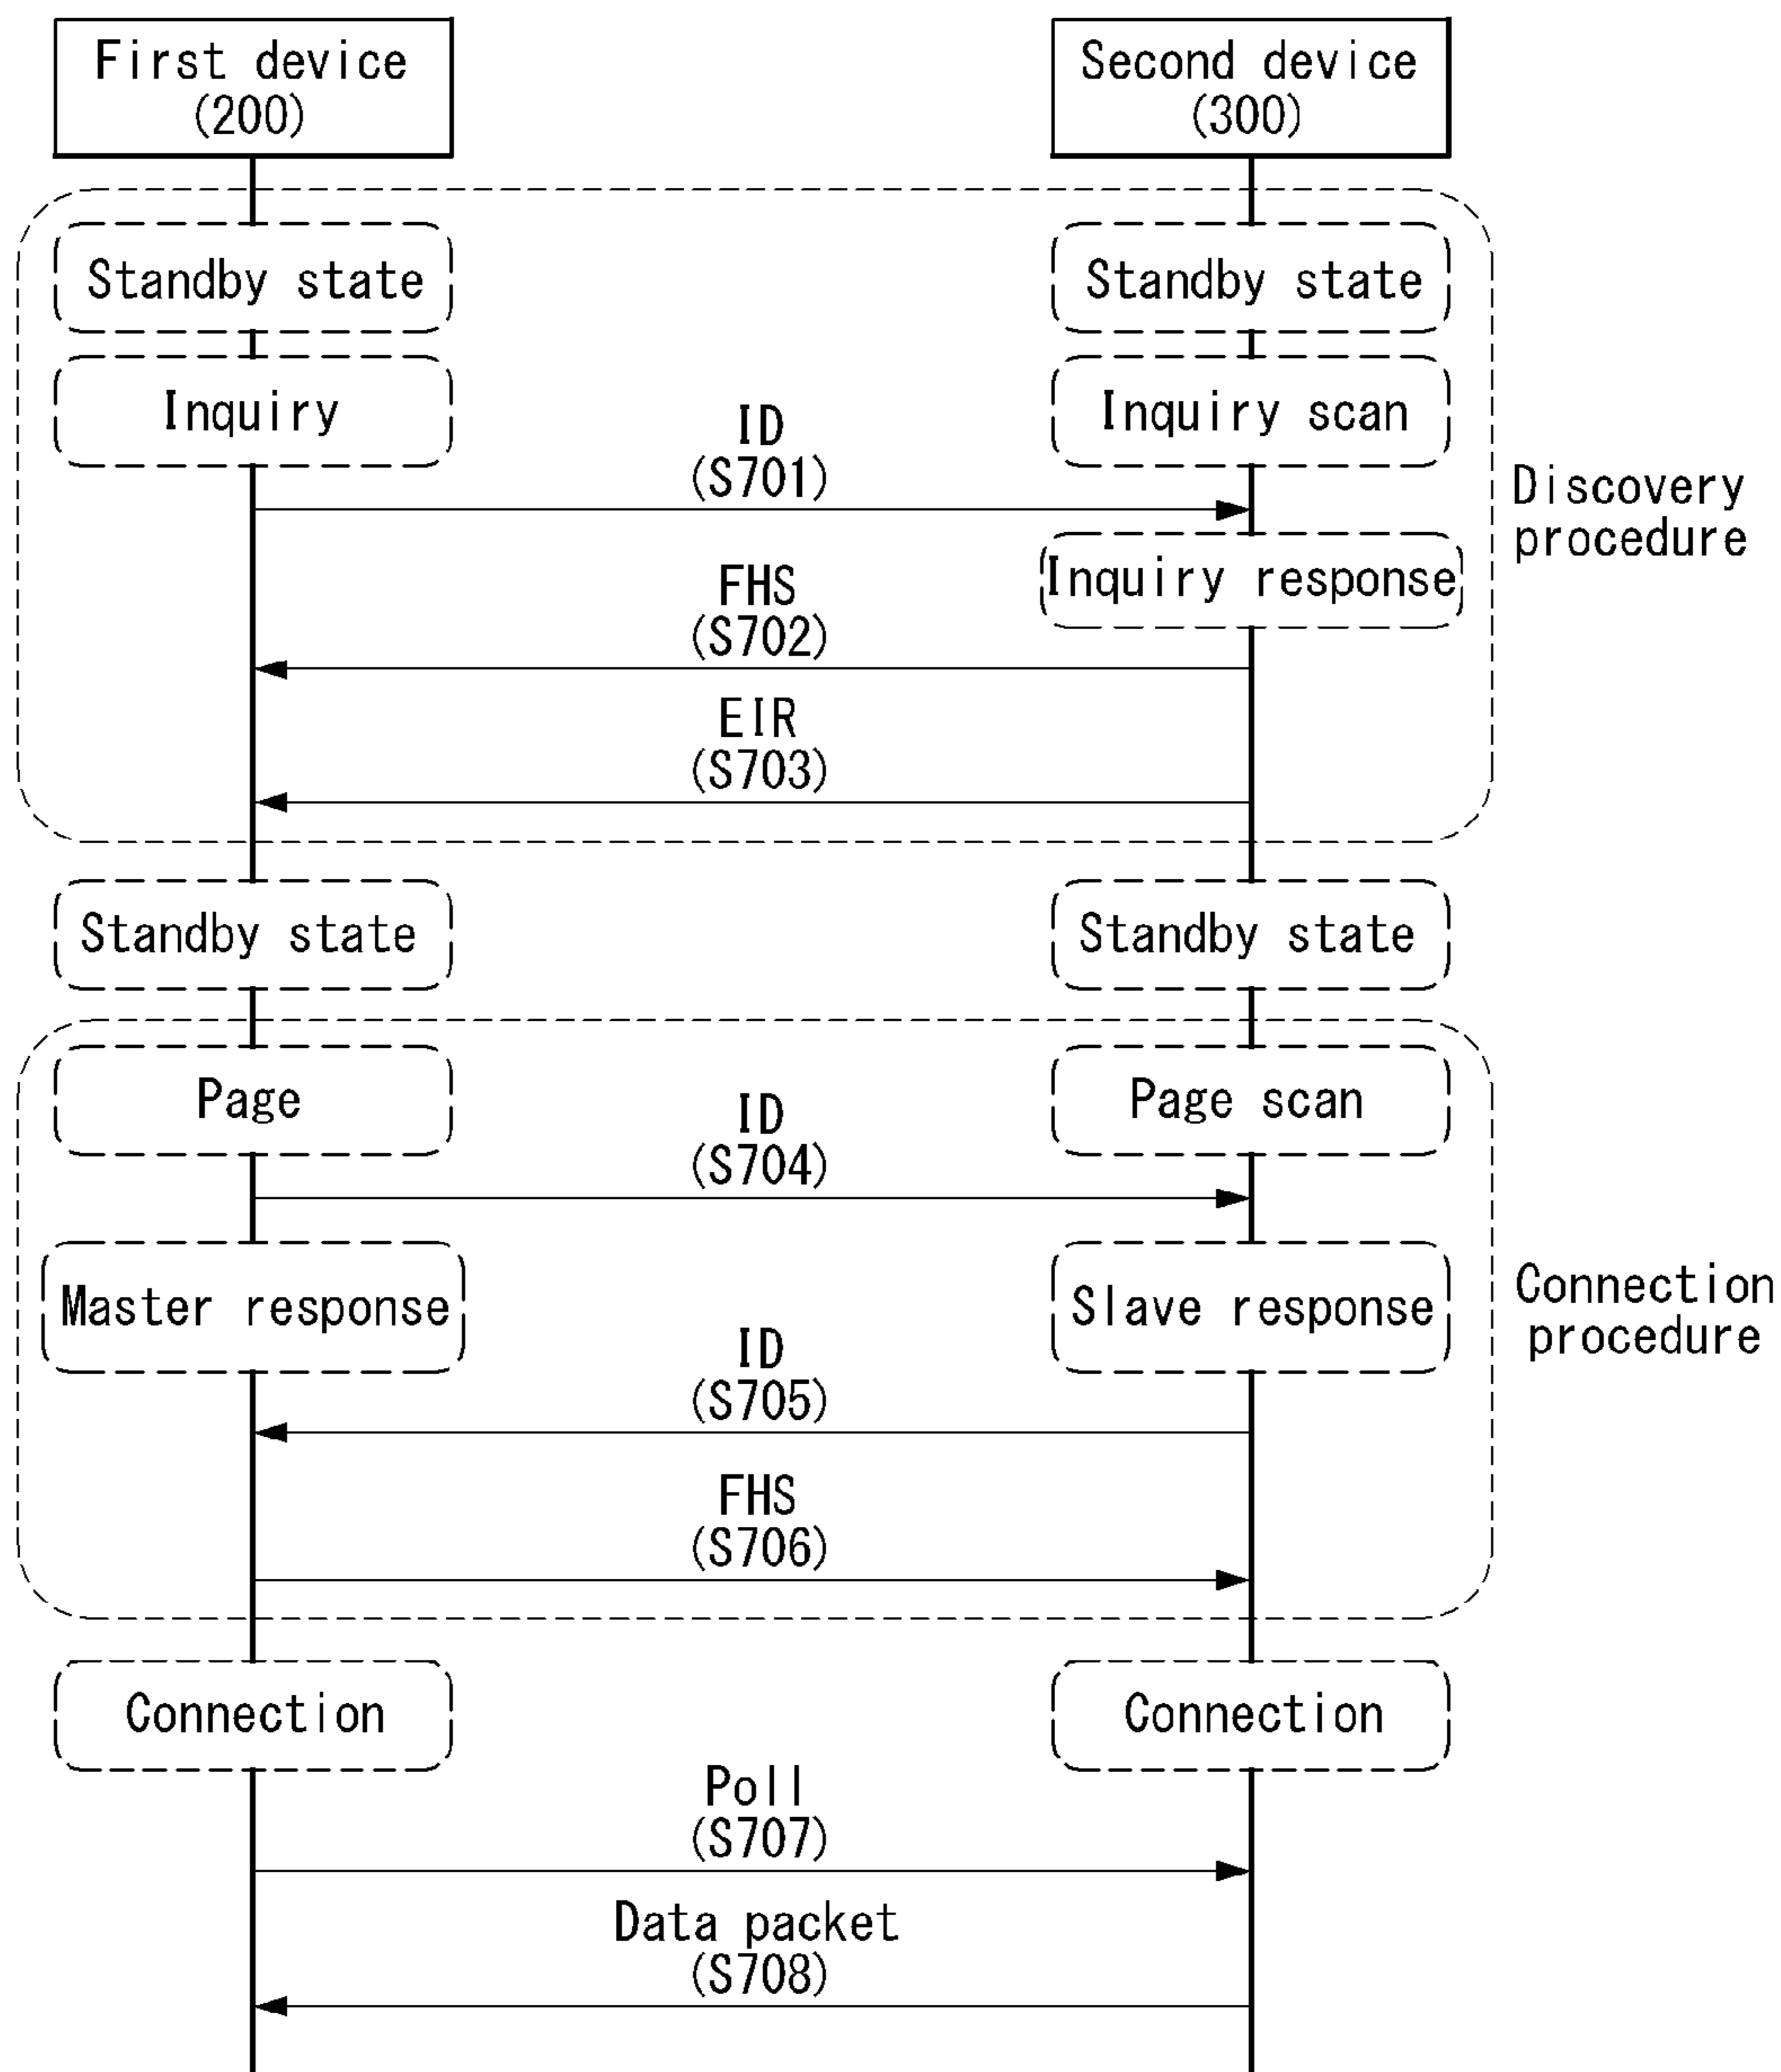 First device
(200)
Second device
(300)
Standby state
Standby state
Inquiry
Inquiry scan
ID
(S701)
Discovery
procedure
Inquiry response
FHS
(S702)
EIR
(S703)
Standby state
Standby state
Page
Page scan
ID
(S704)
Master response
Slave response
Connection
procedure
ID
(S705)
FHS
(S706)
Connection
Connection
Poll
(S707)
Data packet
(S708)